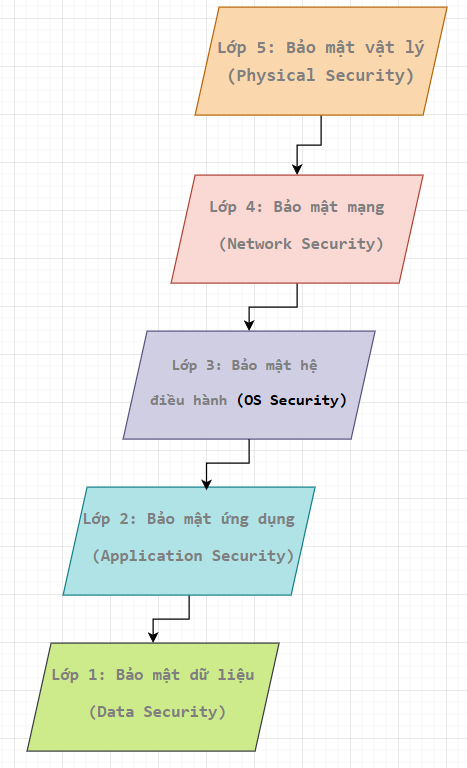 Lớp 5: Bảo mật vật lý
(Physical Security)
Lớp 4: Bảo mật mạng
(Network Security)
Lớp 3: Bảo mật hệ
điều hành (OS Security)
Lớp 2: Bảo mật ứng dụng
(Application Security)
Lớp 1: Bảo mật dữ liệu
(Data Security)